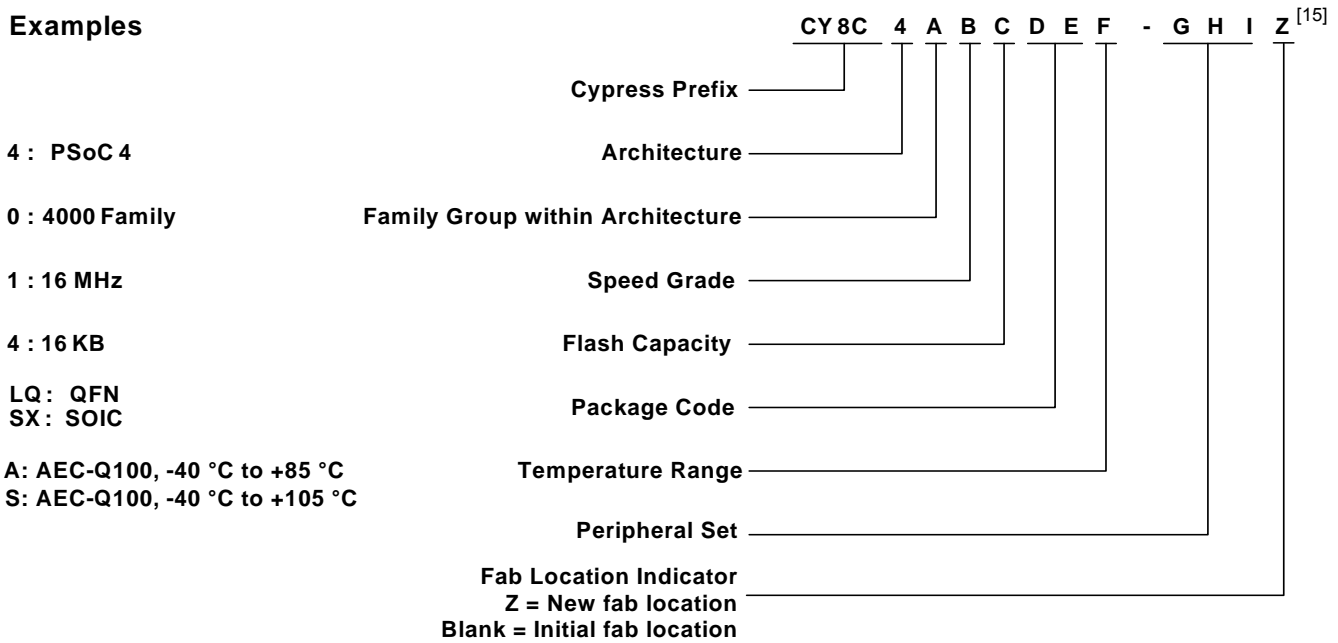 Examples
CY8C 4 A B C D E F - G H I Z [15]
Cypress Prefix
4 : PSoC 4
Architecture
0 : 4000 Family
Family Group within Architecture
1 : 16 MHz
Speed Grade
4 : 16 KB
Flash Capacity
LQ : QFN
SX : SOIC
Package Code
A: AEC-Q100, -40 °C to +85 °C
S: AEC-Q100, -40 °C to +105 °C
Temperature Range
Peripheral Set
Fab Location Indicator
Z = New fab location
Blank = Initial fab location